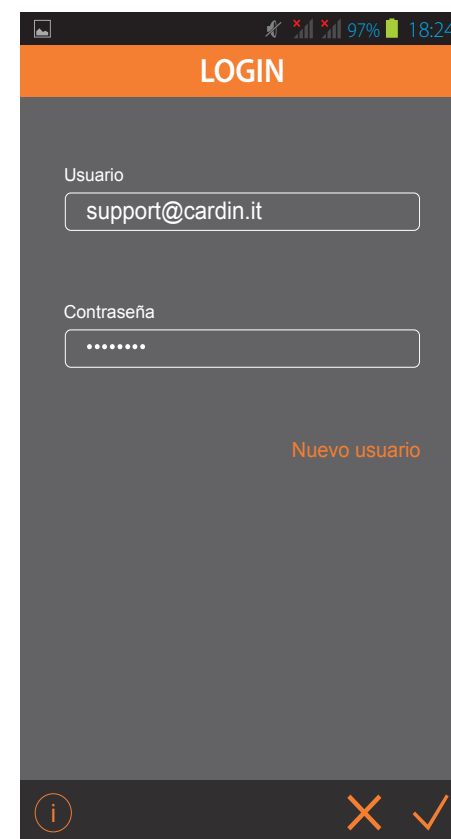 97% 18:24
LOGIN
Usuario
support@cardin.it
Contraseña
••••••••
Nuevo usuario
i